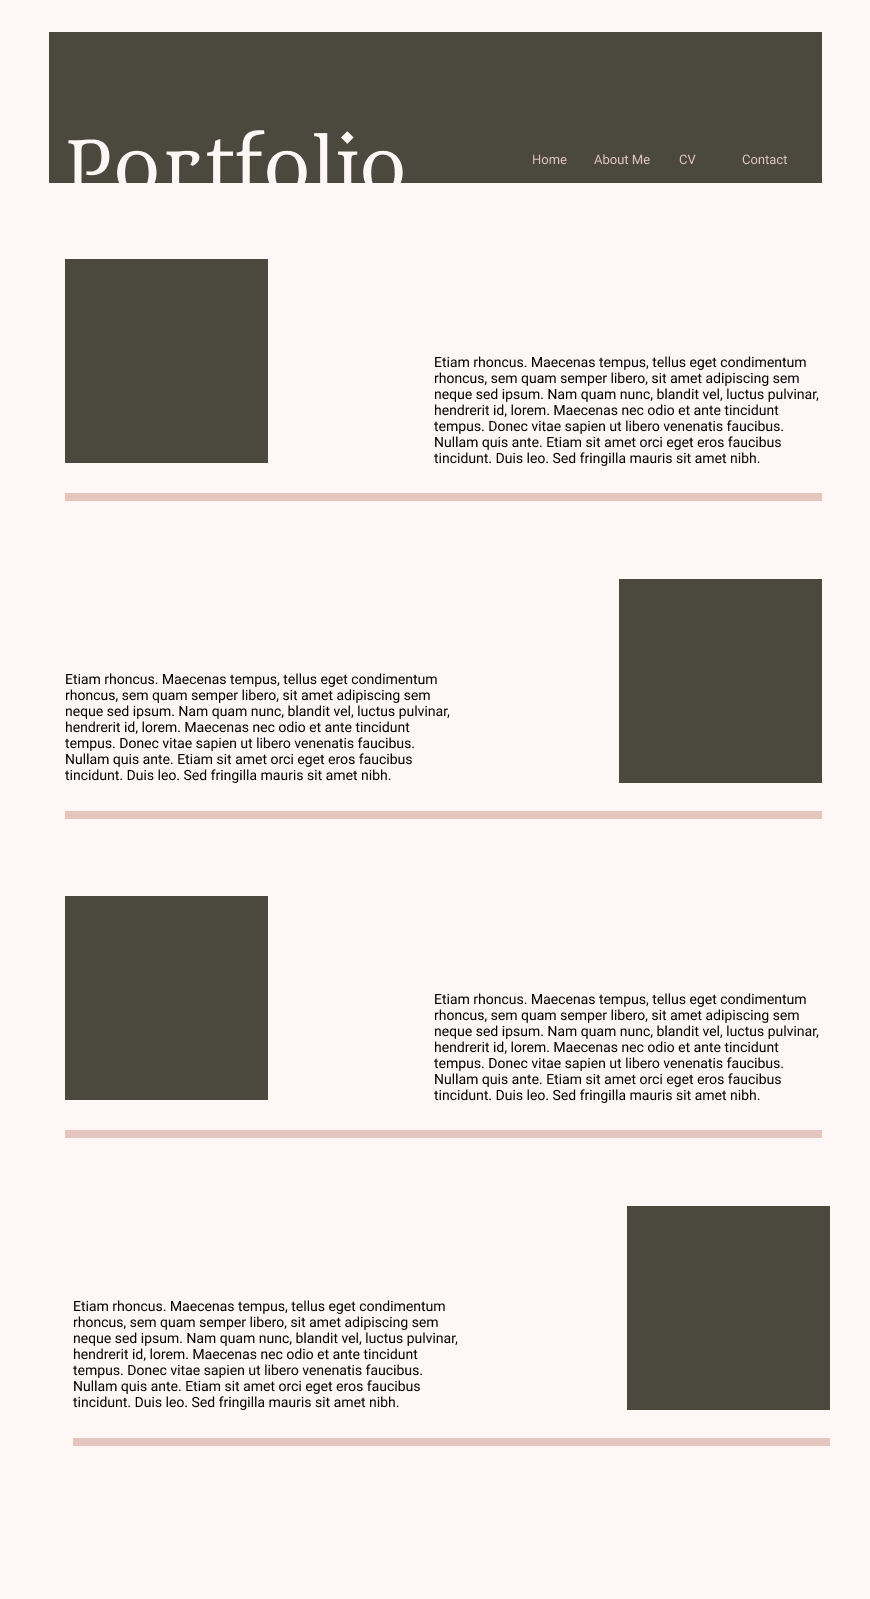 Portfolio
Home About Me CV Contact
Etiam rhoncus. Maecenas tempus, tellus eget condimentum
rhoncus, sem quam semper libero, sit amet adipiscing sem
neque sed ipsum. Nam quam nunc, blandit vel, luctus pulvinar,
hendrerit id, lorem. Maecenas nec odio et ante tincidunt
tempus. Donec vitae sapien ut libero venenatis faucibus.
Nullam quis ante. Etiam sit amet orci eget eros faucibus
tincidunt. Duis leo. Sed fringilla mauris sit amet nibh.
Etiam rhoncus. Maecenas tempus, tellus eget condimentum
rhoncus, sem quam semper libero, sit amet adipiscing sem
neque sed ipsum. Nam quam nunc, blandit vel, luctus pulvinar,
hendrerit id, lorem. Maecenas nec odio et ante tincidunt
tempus. Donec vitae sapien ut libero venenatis faucibus.
Nullam quis ante. Etiam sit amet orci eget eros faucibus
tincidunt. Duis leo. Sed fringilla mauris sit amet nibh.
Etiam rhoncus. Maecenas tempus, tellus eget condimentum
rhoncus, sem quam semper libero, sit amet adipiscing sem
neque sed ipsum. Nam quam nunc, blandit vel, luctus pulvinar,
hendrerit id, lorem. Maecenas nec odio et ante tincidunt
tempus. Donec vitae sapien ut libero venenatis faucibus.
Nullam quis ante. Etiam sit amet orci eget eros faucibus
tincidunt. Duis leo. Sed fringilla mauris sit amet nibh.
Etiam rhoncus. Maecenas tempus, tellus eget condimentum
rhoncus, sem quam semper libero, sit amet adipiscing sem
neque sed ipsum. Nam quam nunc, blandit vel, luctus pulvinar,
hendrerit id, lorem. Maecenas nec odio et ante tincidunt
tempus. Donec vitae sapien ut libero venenatis faucibus.
Nullam quis ante. Etiam sit amet orci eget eros faucibus
tincidunt. Duis leo. Sed fringilla mauris sit amet nibh.